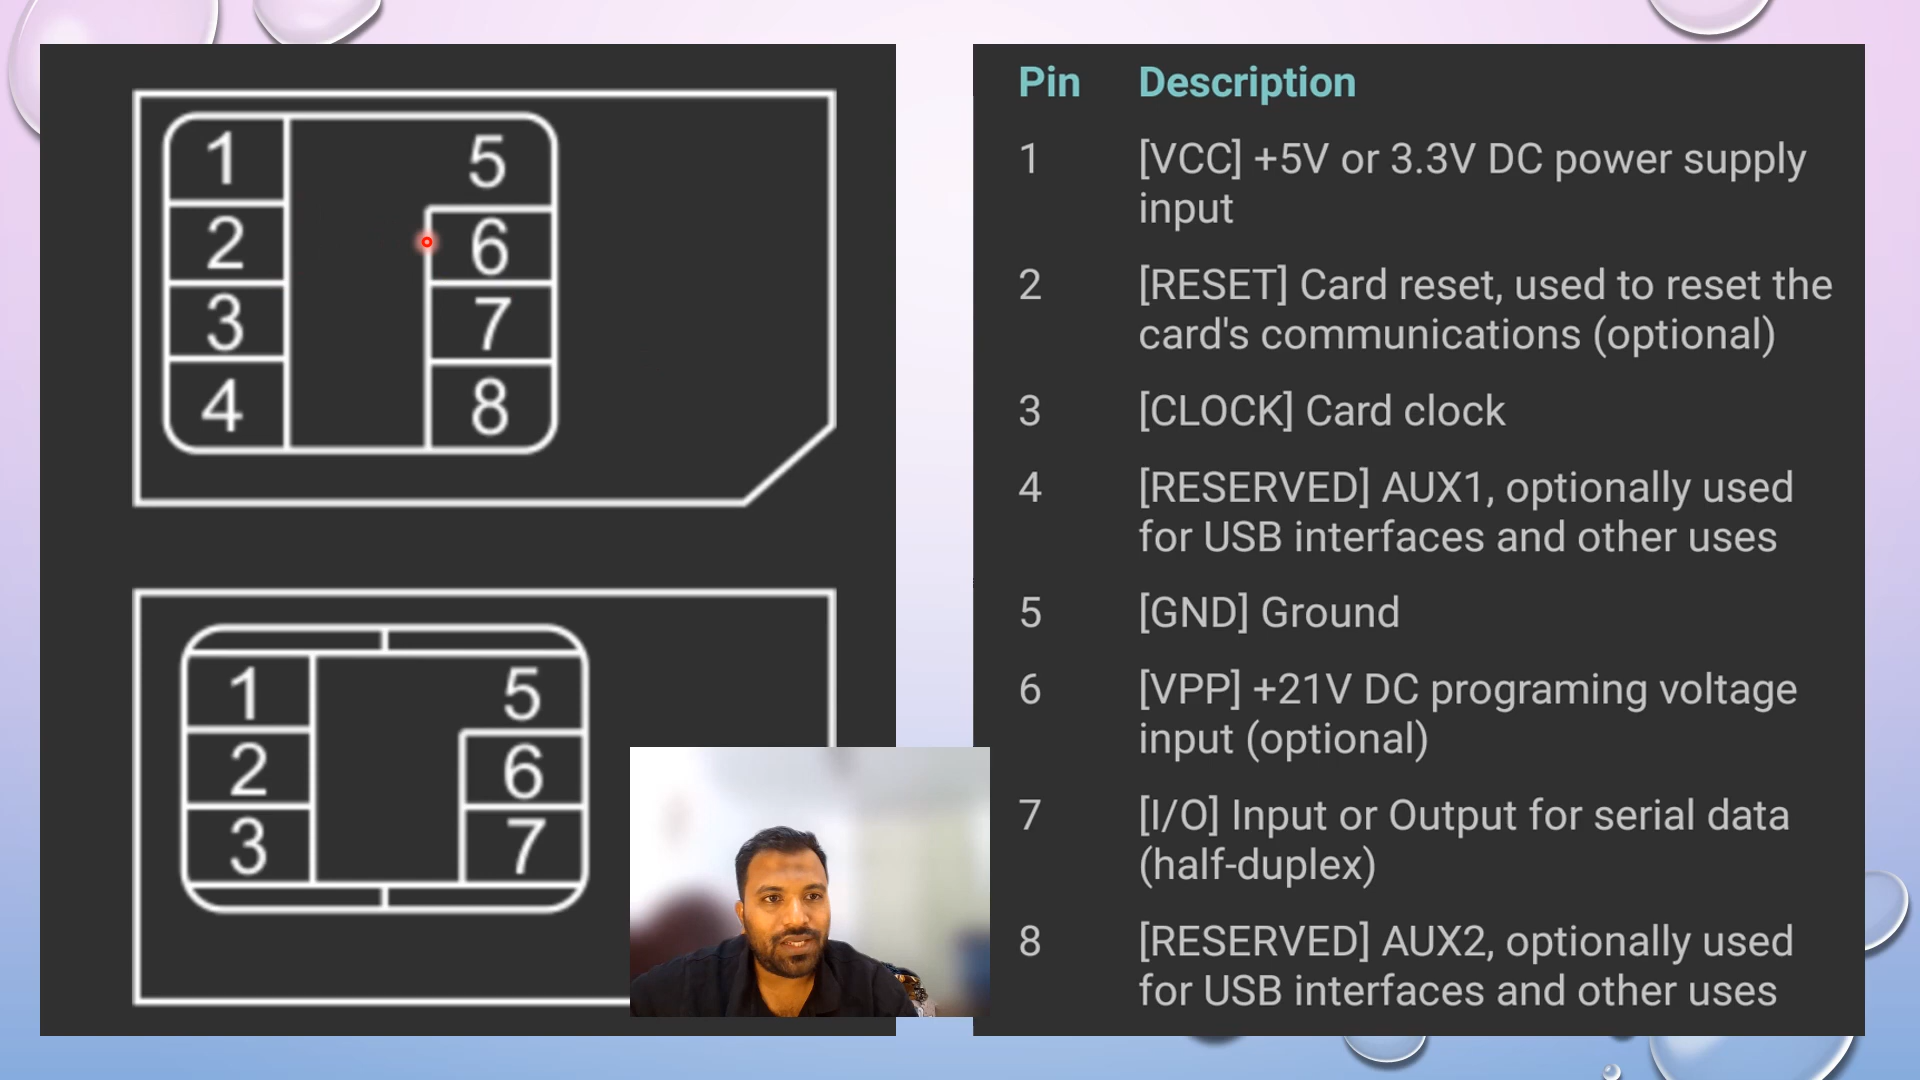 1 5
2 6
3 7
4 8
1 5
2 6
3 7
Pin Description
1 [VCC] +5V or 3.3V DC power supply
input
2 [RESET] Card reset, used to reset the
card's communications (optional)
3 [CLOCK] Card clock
4 [RESERVED] AUX1, optionally used
for USB interfaces and other uses
5 [GND] Ground
6 [VPP] +21V DC programing voltage
input (optional)
7 [I/O] Input or Output for serial data
(half-duplex)
8 [RESERVED] AUX2, optionally used
for USB interfaces and other uses